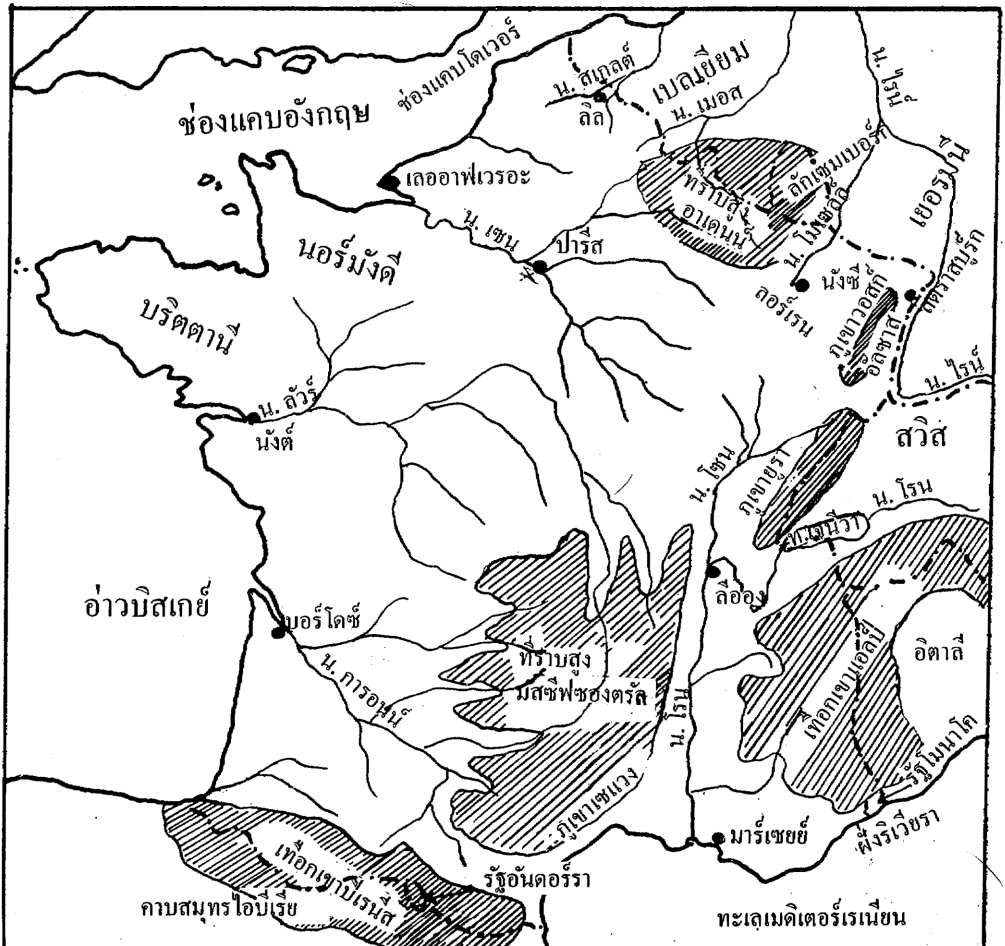 ช่องแคบโดเวอร์
น. สเกลต์
ลีล
เบลเยียม
น. เมอส
น. ไรน์
ช่องแคบอังกฤษ
เลออาฟเวรอะ
ที่ราบสูง
อาเดนน์
ลักเซมเบอร์ก
เยอรมนี
น. โมเซลล์
น. เซน
ปารีส
นอร์มังดี
บริตตานี
นังซี
ลอร์เรน
สตราสบูร์ก
ภูเขาวอสก์
อัลซาส
น. ไรน์
น. ลัวร์
นังต์
สวิส
น. โซน
ภูเขายูรา
น. โรน
ท.เจนีวา
ลีออง
อ่าวบิสเกย์
บอร์โดซ์
น. การอนน์
ที่ราบสูง
มัสซีฟซองตรัล
น. โรน
เทือกเขาแอลป์
อิตาลี
รัฐโมนาโค
ภูเขาเซแวง
ฝั่งริเวียรา
มาร์เซยย์
เทือกเขาปีเรนีส
รัฐอันดอร์รา
คาบสมุทรไอบีเรีย
ทะเลเมดิเตอร์เรเนียน